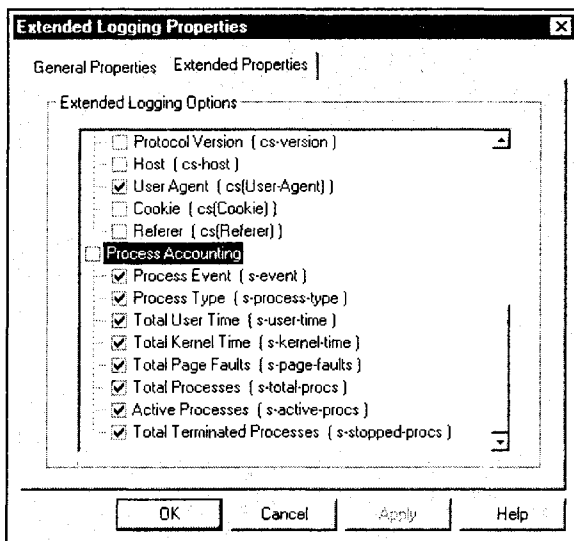 Extended Logging Properties
General Properties Extended Properties
Extended Logging Options
Protocol Version ( cs-version )
Host ( cs-host )
User Agent ( cs(User-Agent) )
Cookie ( cs(Cookie) )
Referer ( cs(Referer) )
Process Accounting
Process Event ( s-event )
Process Type ( s-process-type )
Total User Time ( s-user-time )
Total Kernel Time ( s-kernel-time )
Total Page Faults ( s-page-faults )
Total Processes ( s-total-procs )
Active Processes ( s-active-procs )
Total Terminated Processes ( s-stopped-procs )
OK Cancel Apply Help